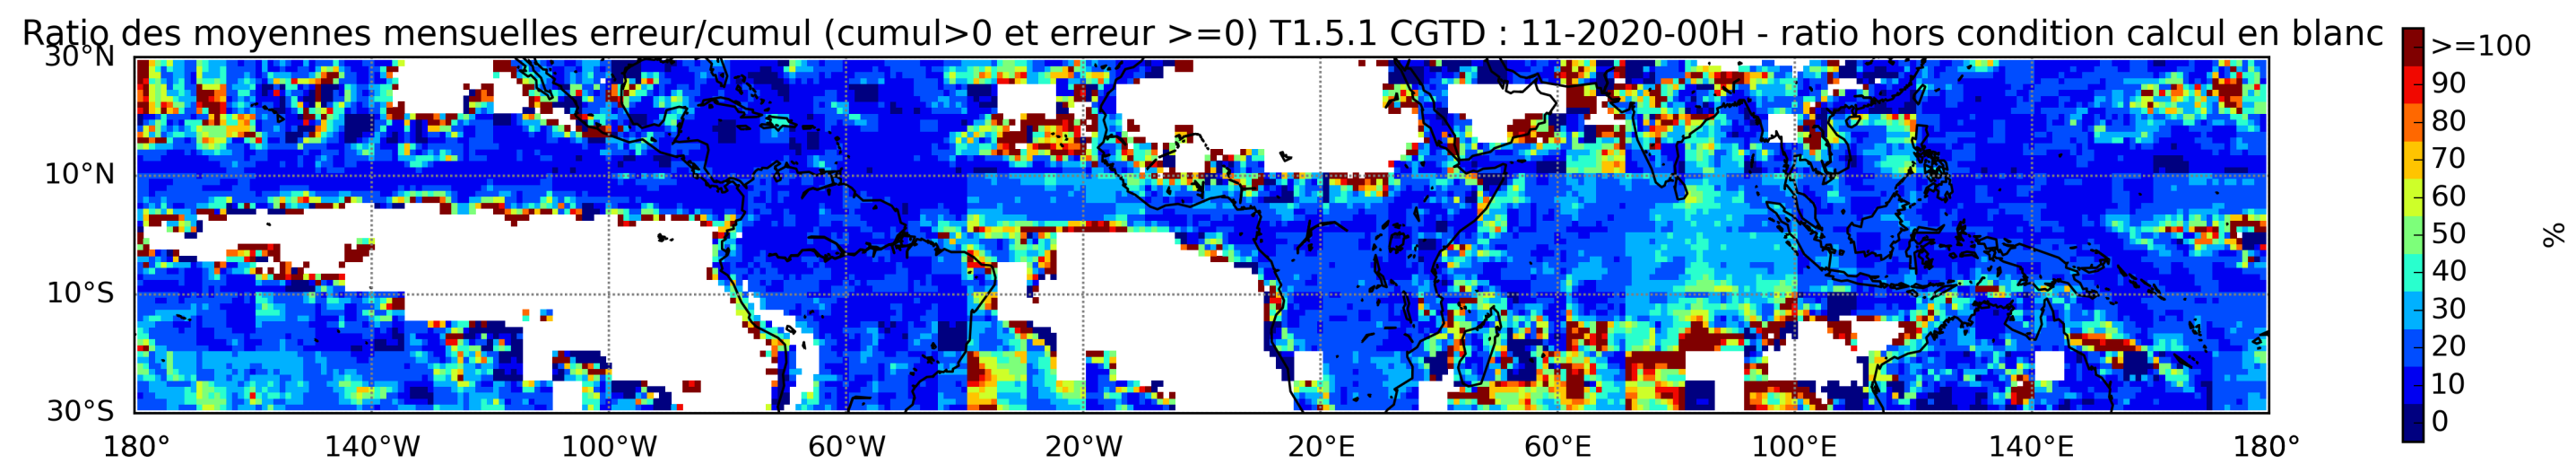 Ratio des moyennes mensuelles erreur/cumul (cumul>0 et erreur >=0) T1.5.1 CGTD : 11-2020-00H - ratio hors condition calcul en blanc
30°N
10°N
10°S
30°S
180° 140°W 100°W 60°W 20°W 20°E 60°E 100°E 140°E 180°
>=100
90
80
70
60
50
40
30
20
10
0
%